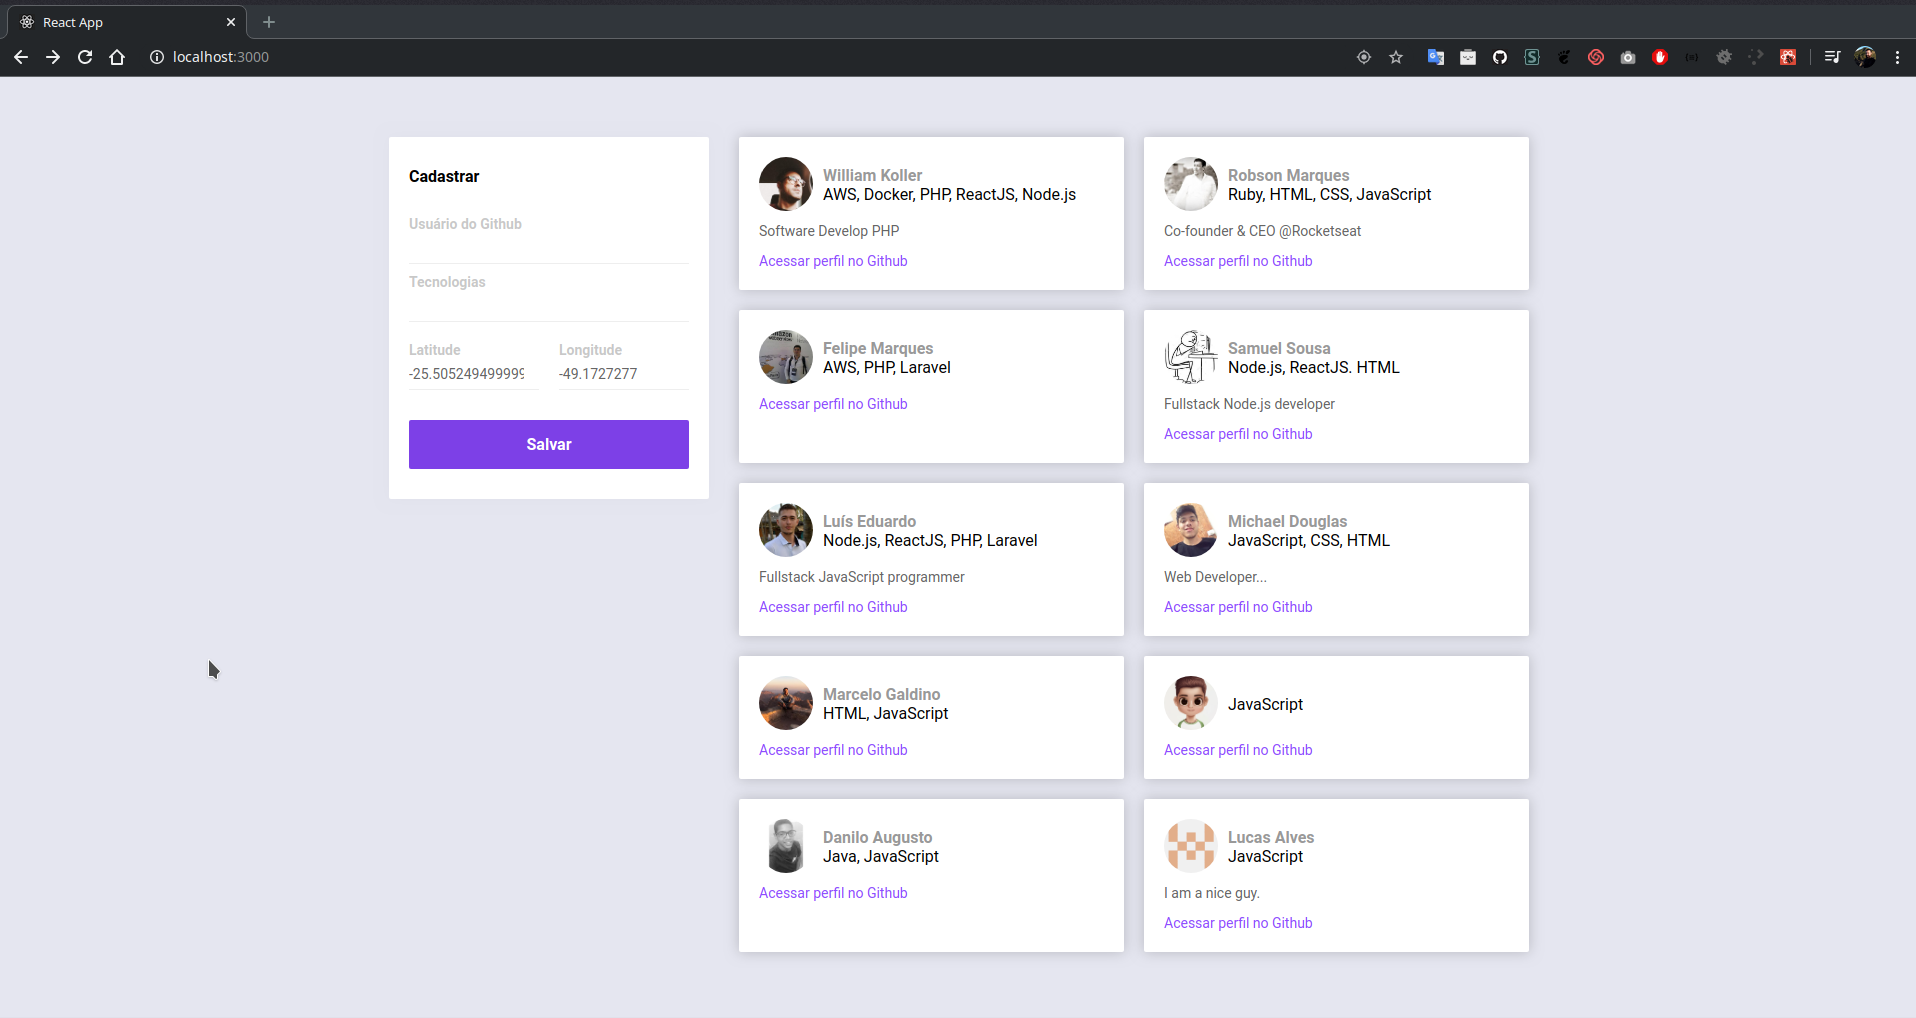 React App
localhost:3000
Cadastrar
Usuário do Github
Tecnologias
Latitude
Longitude
-25.505249499999
-49.1727277
Salvar
William Koller
AWS, Docker, PHP, ReactJS, Node.js
Software Develop PHP
Acessar perfil no Github
Robson Marques
Ruby, HTML, CSS, JavaScript
Co-founder & CEO @Rocketseat
Acessar perfil no Github
Felipe Marques
AWS, PHP, Laravel
Acessar perfil no Github
Samuel Sousa
Node.js, ReactJS. HTML
Fullstack Node.js developer
Acessar perfil no Github
Luís Eduardo
Node.js, ReactJS, PHP, Laravel
Fullstack JavaScript programmer
Acessar perfil no Github
Michael Douglas
JavaScript, CSS, HTML
Web Developer...
Acessar perfil no Github
Marcelo Galdino
HTML, JavaScript
Acessar perfil no Github
JavaScript
Acessar perfil no Github
Danilo Augusto
Java, JavaScript
Acessar perfil no Github
Lucas Alves
JavaScript
I am a nice guy.
Acessar perfil no Github